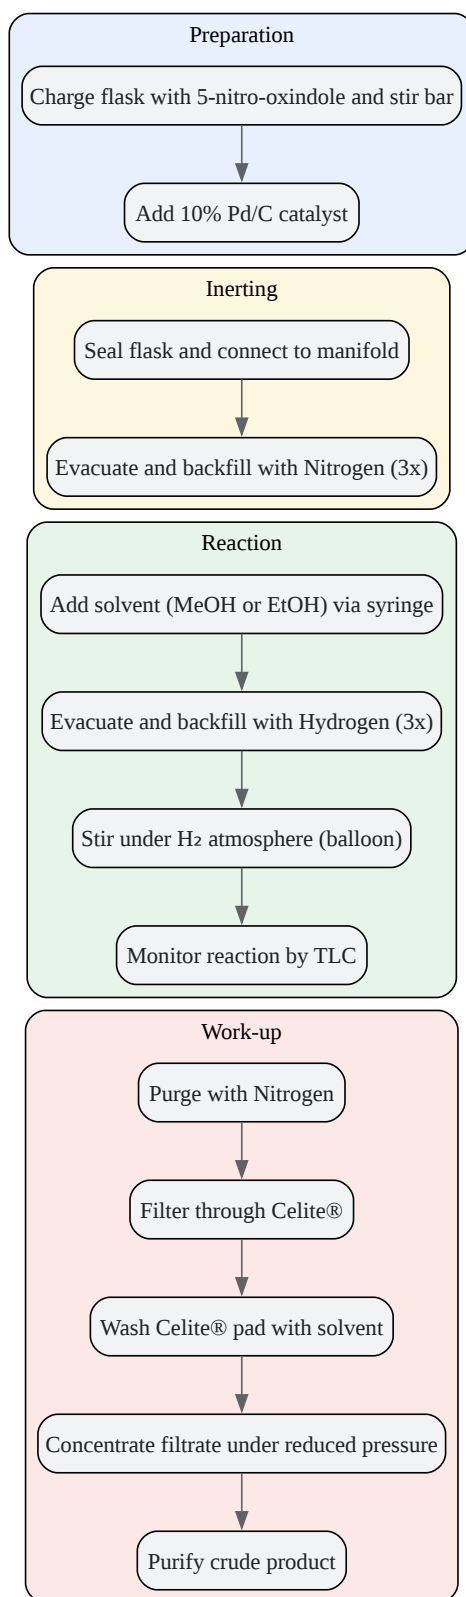 Preparation
Charge flask with 5-nitro-oxindole and stir bar
Add 10% Pd/C catalyst
Inerting
Seal flask and connect to manifold
Evacuate and backfill with Nitrogen (3x)
Reaction
Add solvent (MeOH or EtOH) via syringe
Evacuate and backfill with Hydrogen (3x)
Stir under H₂ atmosphere (balloon)
Monitor reaction by TLC
Work-up
Purge with Nitrogen
Filter through Celite®
Wash Celite® pad with solvent
Concentrate filtrate under reduced pressure
Purify crude product